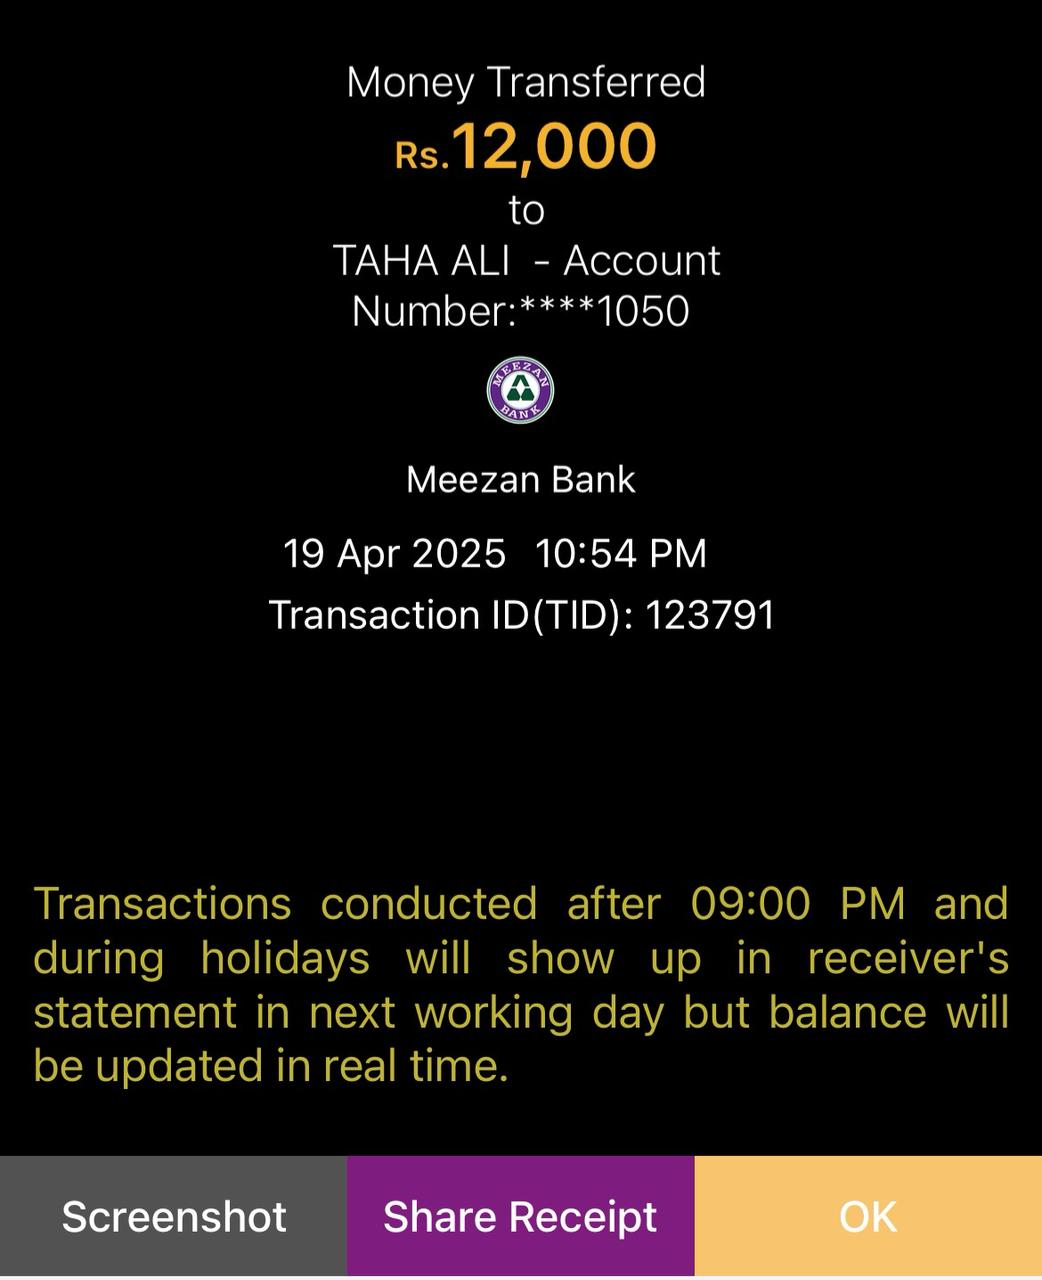 Money Transferred
Rs.12,000
to
TAHA ALI - Account
Number:****1050
MEEZAN
BANK
Meezan Bank
19 Apr 2025 10:54 PM
Transaction ID(TID): 123791
Transactions conducted after 09:00 PM and
during holidays will show up in receiver's
statement in next working day but balance will
be updated in real time.
Screenshot Share Receipt OK